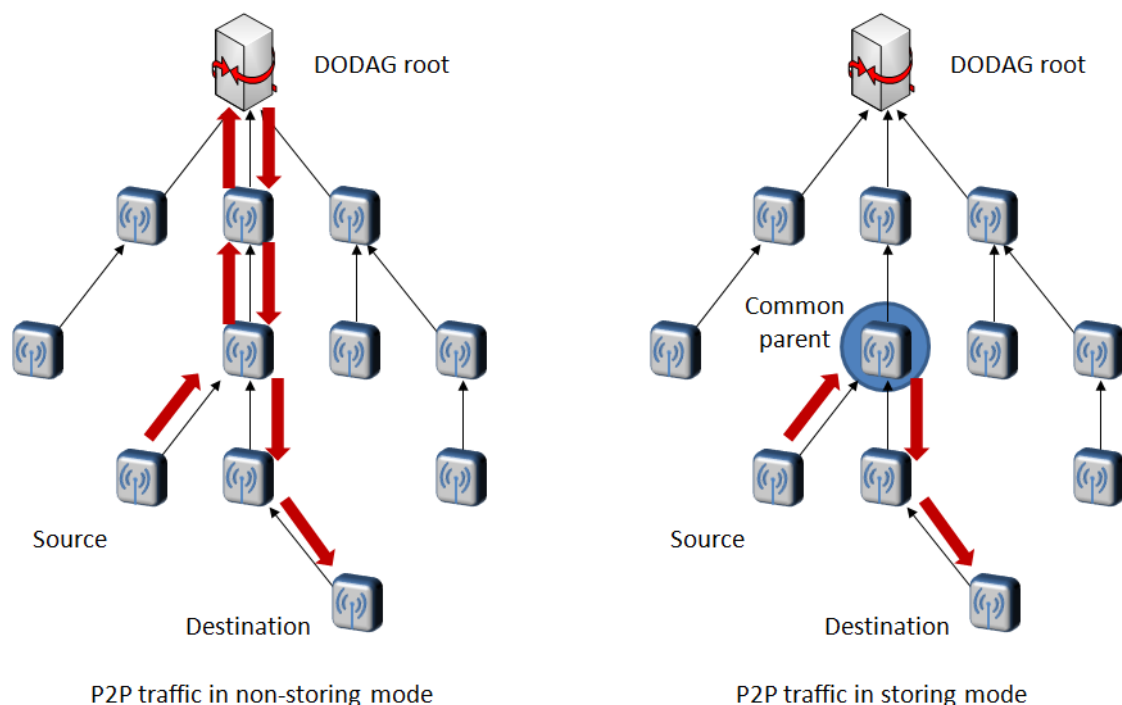 DODAG root
DODAG root
Common
parent
Source
Source
Destination
Destination
P2P traffic in non-storing mode
P2P traffic in storing mode